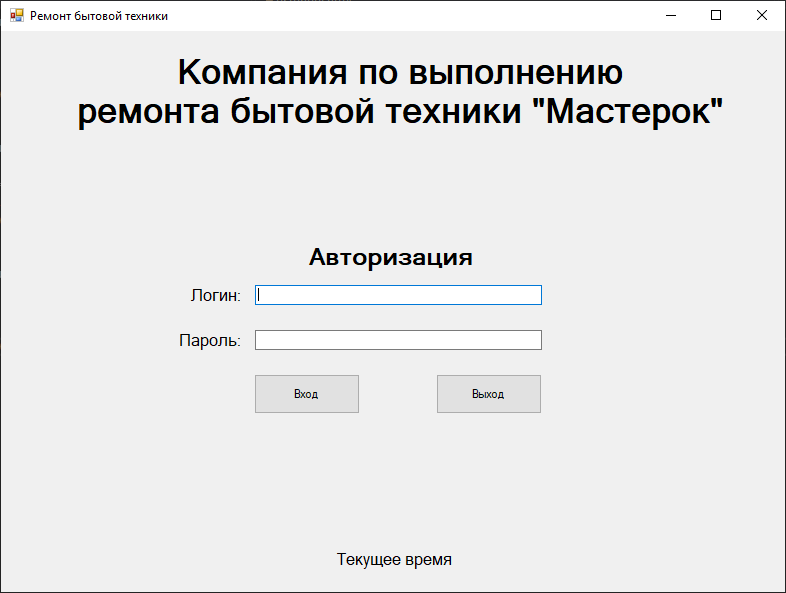 Ремонт бытовой техники
Компания по выполнению
ремонта бытовой техники "Мастерок"
Авторизация
Логин:
Пароль:
Вход
Выход
Текущее время